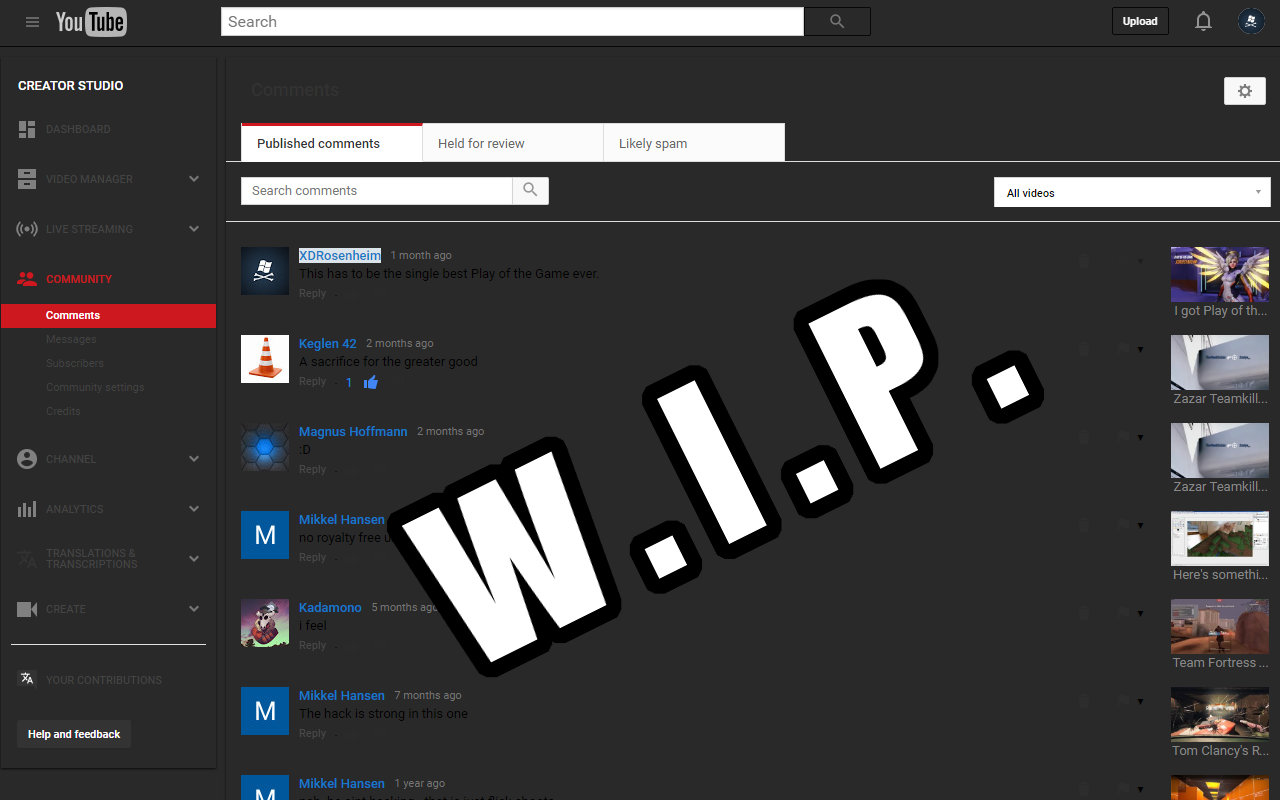 YouTube
Search
Upload
CREATOR STUDIO
DASHBOARD
VIDEO MANAGER
LIVE STREAMING
COMMUNITY
Comments
Messages
Subscribers
Community settings
Credits
CHANNEL
ANALYTICS
TRANSLATIONS &
TRANSCRIPTIONS
CREATE
YOUR CONTRIBUTIONS
Help and feedback
Comments
Published comments
Held for review
Likely spam
Search comments
All videos
XDRosenheim 1 month ago
This has to be the single best Play of the Game ever.
Reply
I got Play of th...
Keglen 42 2 months ago
A sacrifice for the greater good
Reply 1
Zazar Teamkill...
Magnus Hoffmann 2 months ago
:D
Reply
Zazar Teamkill...
Mikkel Hansen
M
no royalty free
Reply
Here's somethi...
Kadamono 5 months ago
i feel
Reply
Team Fortress ...
Mikkel Hansen 7 months ago
M
The hack is strong in this one
Reply
Tom Clancy's R...
Mikkel Hansen 1 year ago
M
W.I.P.